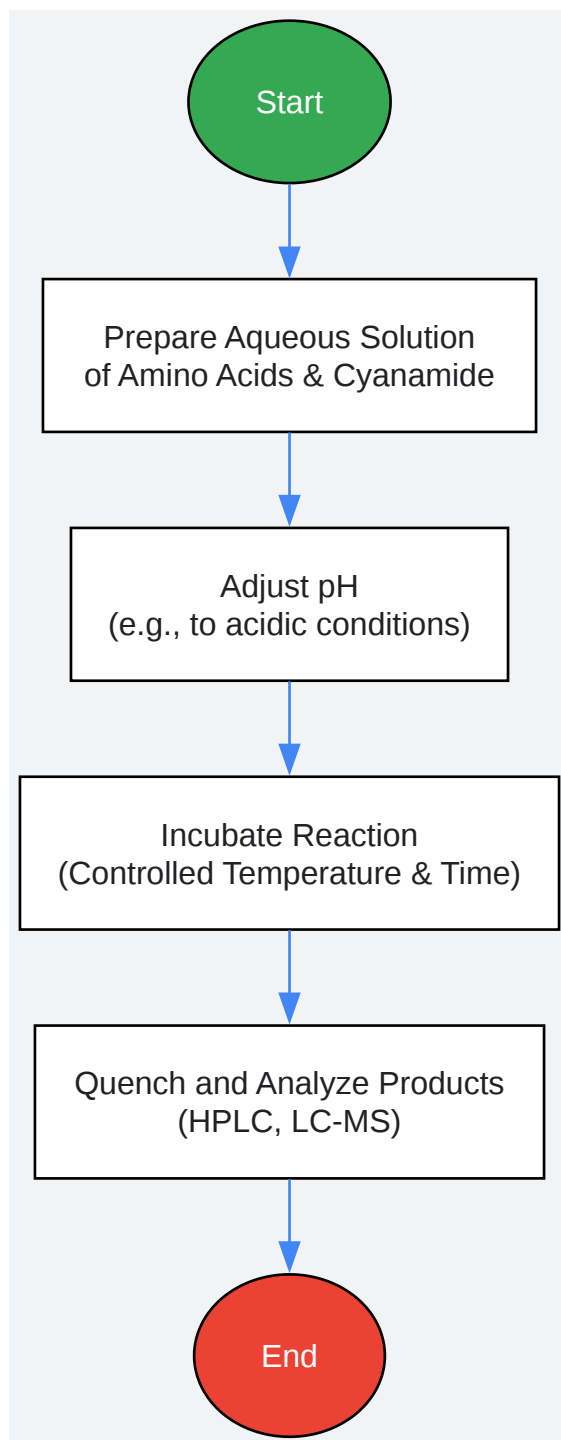 Start
Prepare Aqueous Solution
of Amino Acids & Cyanamide
Adjust pH
(e.g., to acidic conditions)
Incubate Reaction
(Controlled Temperature & Time)
Quench and Analyze Products
(HPLC, LC-MS)
End